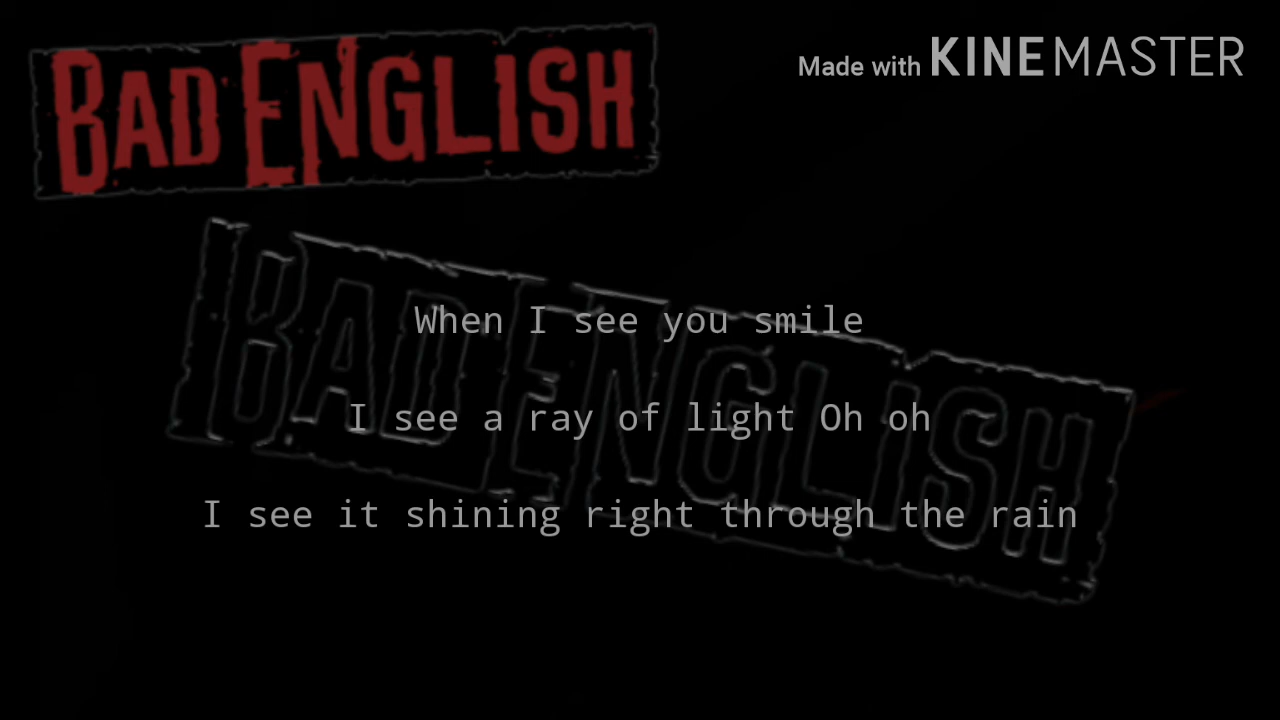 BAD ENGLISH
Made with KINEMASTER
BAD ENGLISH
When I see you smile
I see a ray of light Oh oh
I see it shining right through the rain